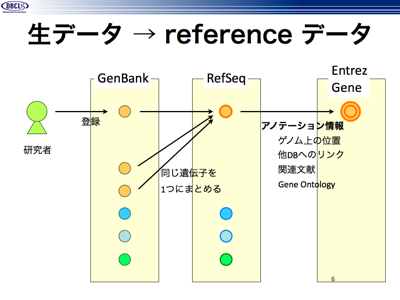 DBCLS
生データ → reference データ
GenBank
RefSeq
Entrez
Gene
登録
研究者
同じ遺伝子を
1つにまとめる
アノテーション情報
ゲノム上の位置
他DBへのリンク
関連文献
Gene Ontology
6